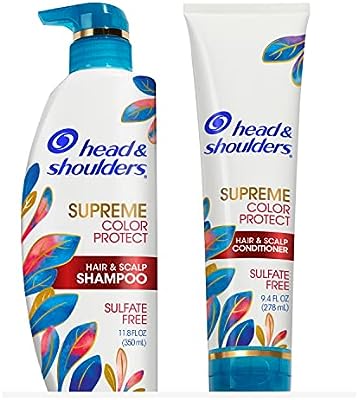 head &
shoulders®
SUPREME
COLOR
PROTECT
HAIR & SCALP
SHAMPOO
SULFATE
FREE
11.8 FL OZ
(350 mL)
head &
shoulders®
SUPREME
COLOR
PROTECT
HAIR & SCALP
CONDITIONER
SULFATE
FREE
9.4 FL OZ
(278 mL)